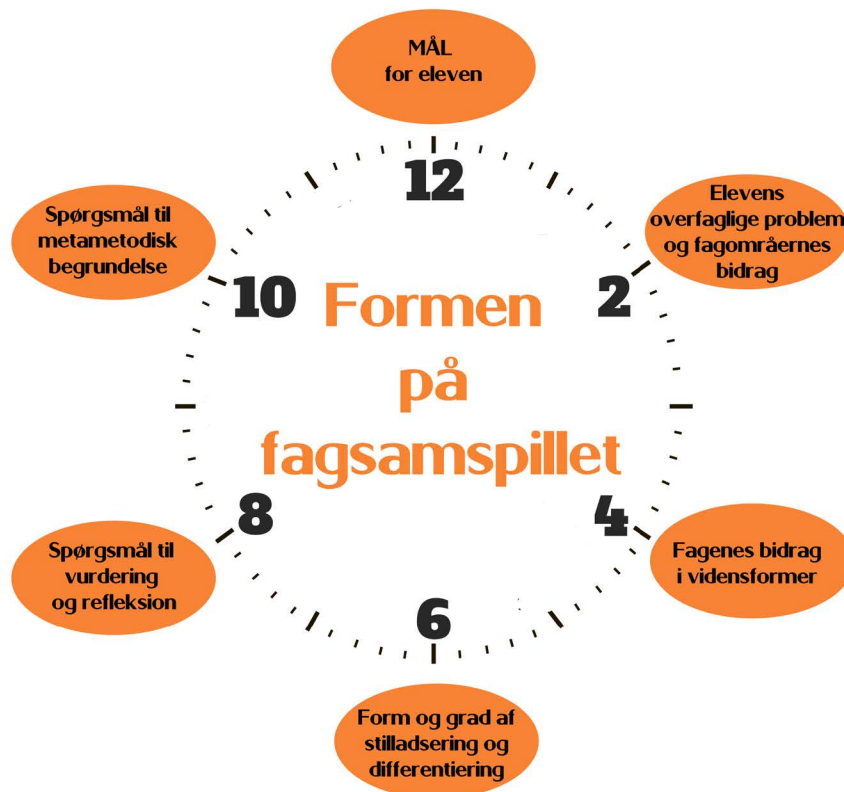 MÅL
for eleven
12
Elevens
overfaglige problem
og fagområernes
bidrag
2
Fagenes bidrag
i vidensformer
4
6
Form og grad af
stilladsering og
differentiering
8
Spørgsmål til
vurdering
og refleksion
10
Spørgsmål til
metametodisk
begrundelse
Formen
på
fagsamspillet